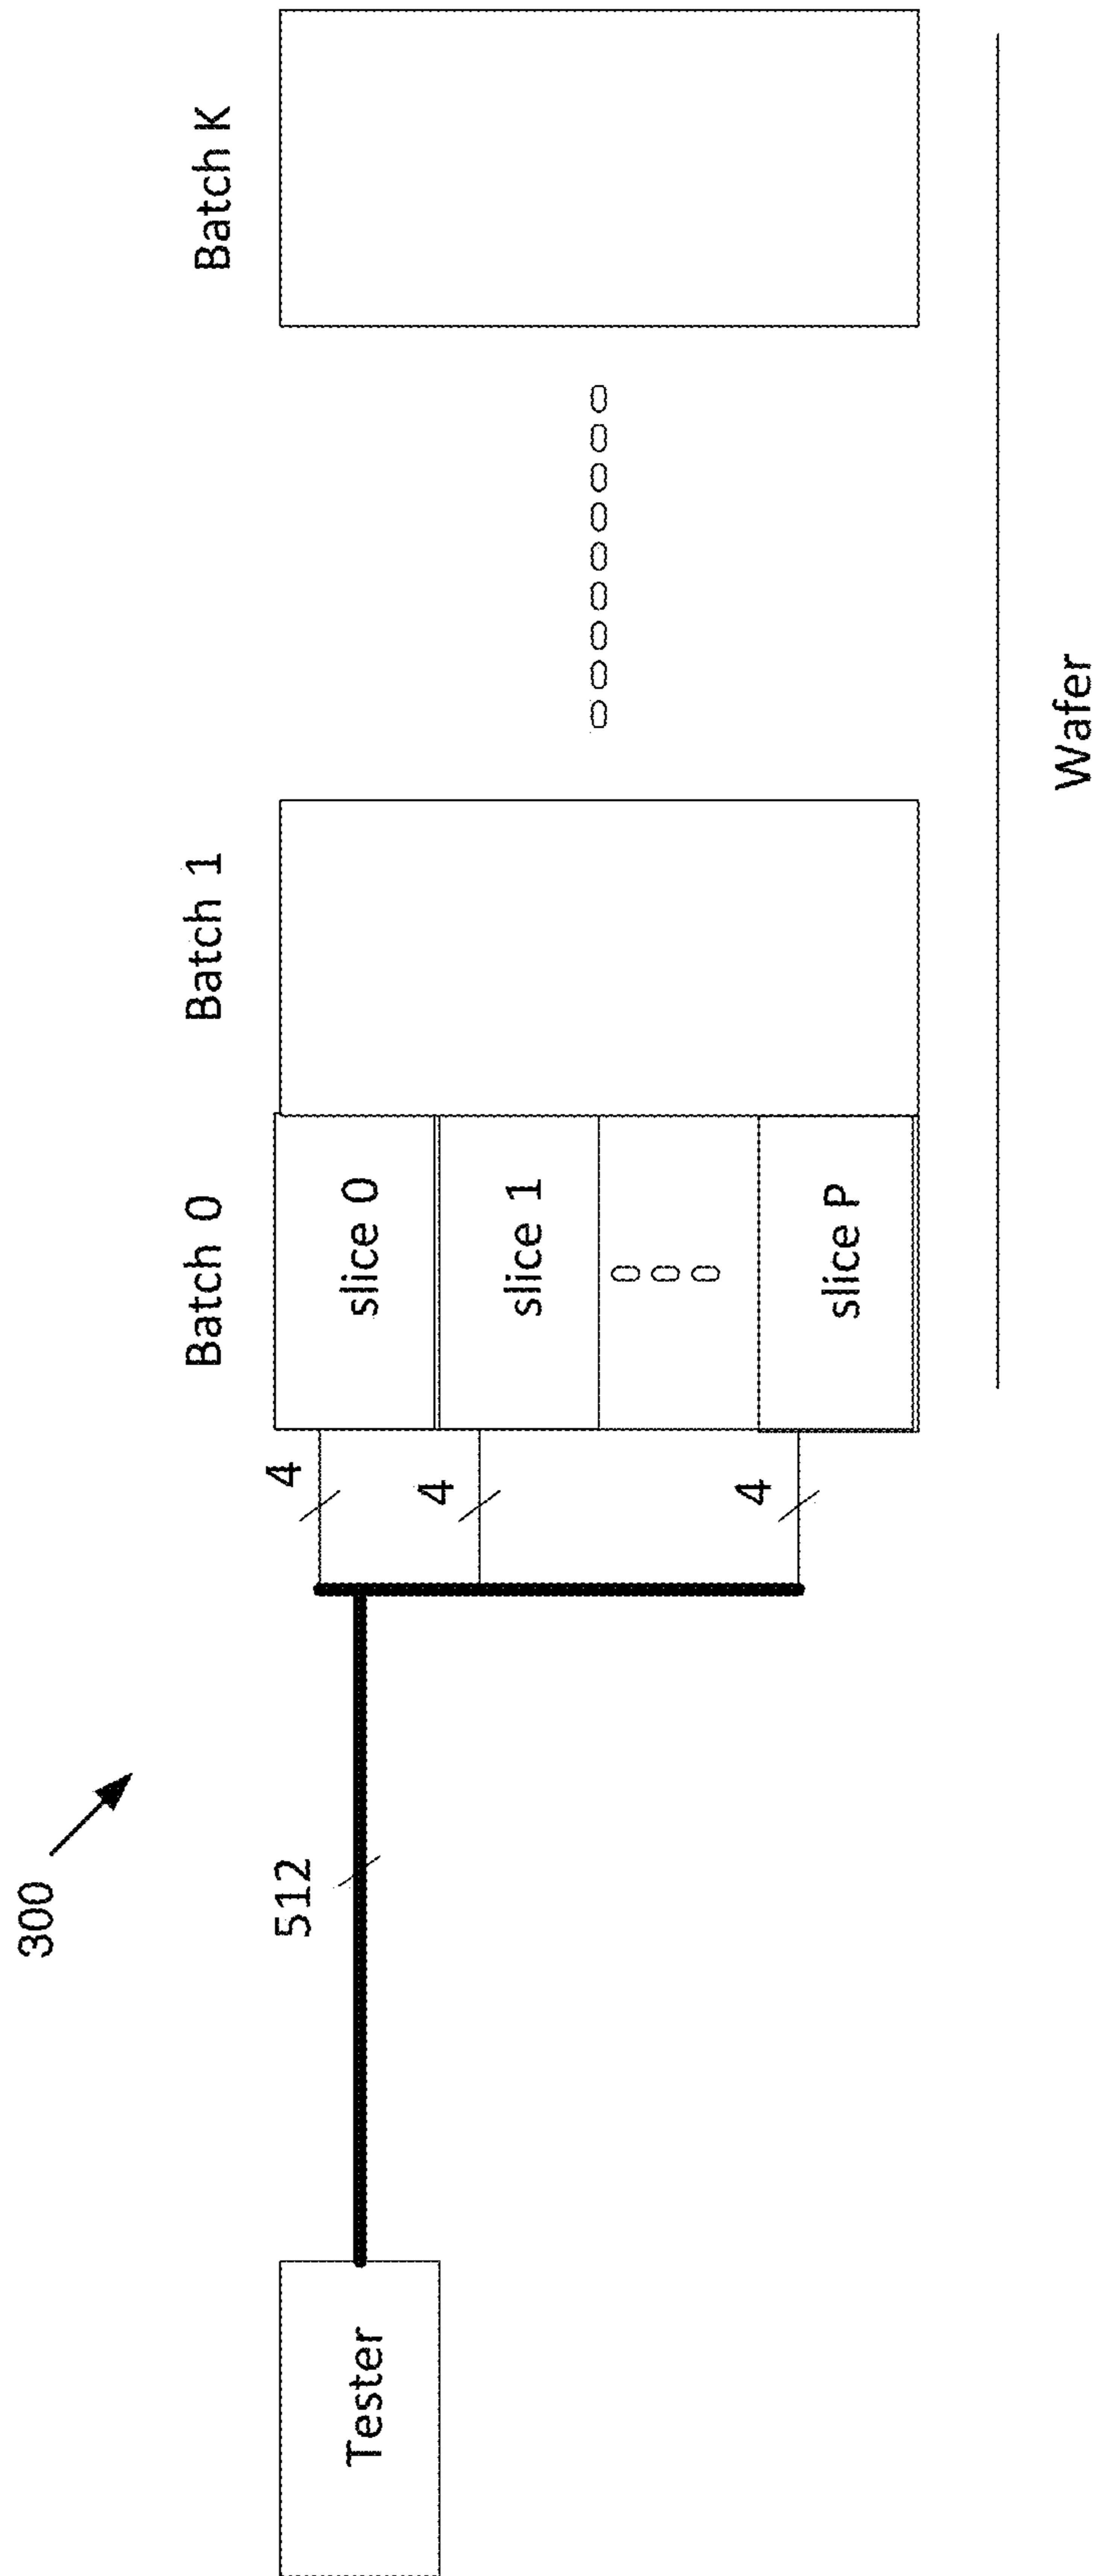 300
Tester
512
4
4
4
Batch 0
slice 0
slice 1
slice P
Batch 1
Batch K
Wafer